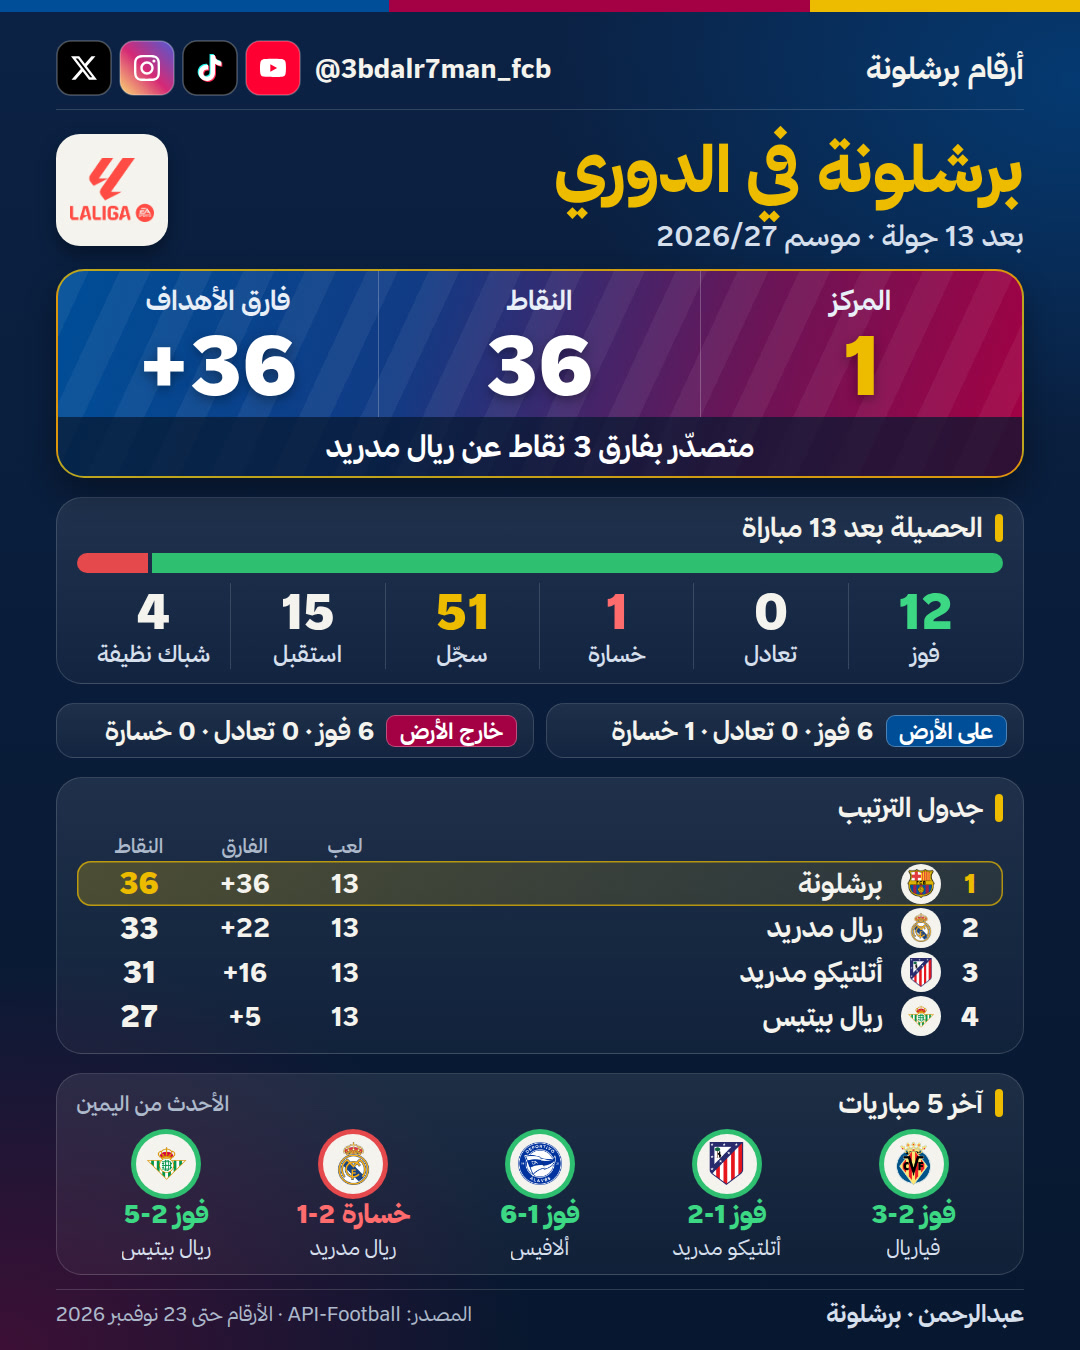 أرقام برشلونة
@3bdalr7man_fcb
برشلونة في الدوري
بعد 13 جولة · موسم 2026/27
LALIGA
المركز
1
النقاط
36
فارق الأهداف
+36
متصدّر بفارق 3 نقاط عن ريال مدريد
الحصيلة بعد 13 مباراة
12 0 1 51 15 4
فوز تعادل خسارة سجّل استقبل شباك نظيفة
على الأرض 6 فوز · 0 تعادل · 1 خسارة
خارج الأرض 6 فوز · 0 تعادل · 0 خسارة
جدول الترتيب
لعب الفارق النقاط
1 برشلونة 13 +36 36
2 ريال مدريد 13 +22 33
3 أتلتيكو مدريد 13 +16 31
4 ريال بيتيس 13 +5 27
آخر 5 مباريات
الأحدث من اليمين
فوز 2-3 فوز 1-2 فوز 1-6 خسارة 2-1 فوز 2-5
فياريال أتلتيكو مدريد ألافيس ريال مدريد ريال بيتيس
عبدالرحمن · برشلونة
المصدر: API-Football · الأرقام حتى 23 نوفمبر 2026